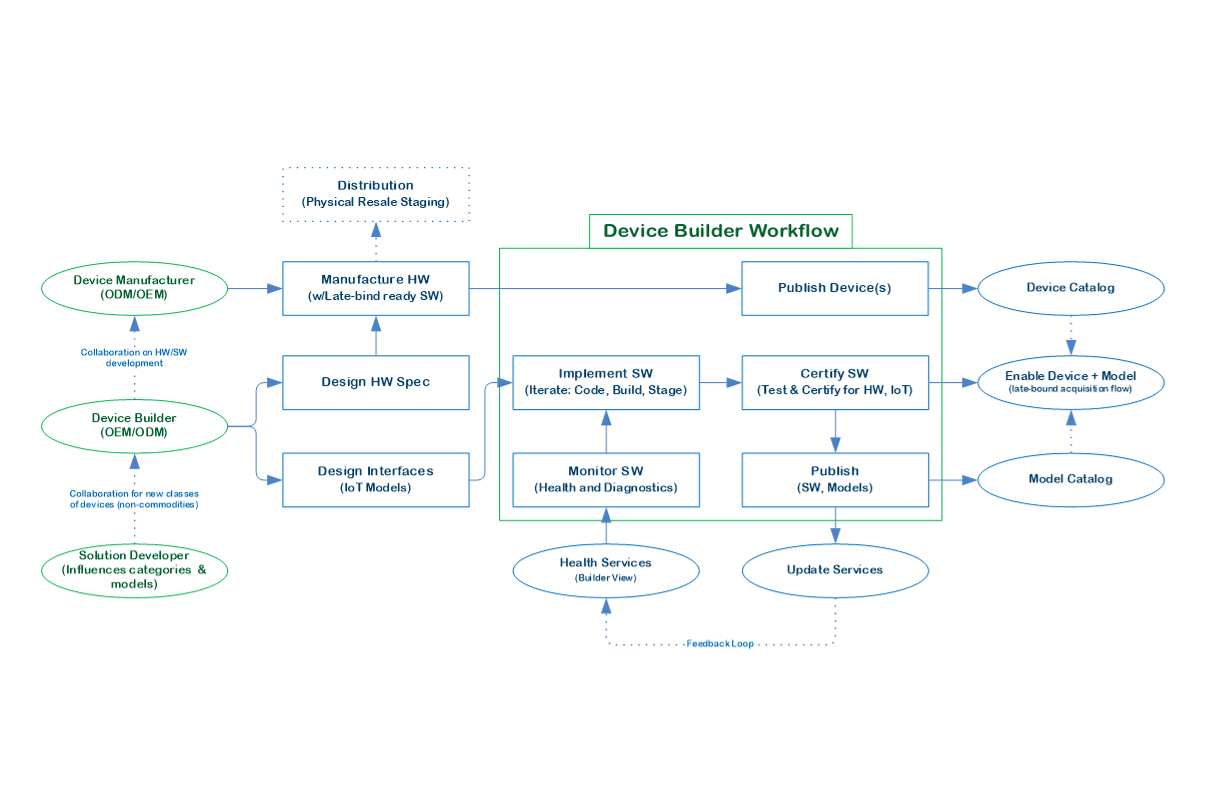 Distribution
(Physical Resale Staging)
Device Builder Workflow
Device Manufacturer
(ODM/OEM)
Manufacture HW
(w/Late-bind ready SW)
Publish Device(s)
Device Catalog
Collaboration on HW/SW
development
Design HW Spec
Implement SW
(Iterate: Code, Build, Stage)
Certify SW
(Test & Certify for HW, IoT)
Enable Device + Model
(late-bound acquisition flow)
Device Builder
(OEM/ODM)
Design Interfaces
(IoT Models)
Monitor SW
(Health and Diagnostics)
Publish
(SW, Models)
Model Catalog
Collaboration for new classes
of devices (non-commodities)
Solution Developer
(Influences categories &
models)
Health Services
(Builder View)
Update Services
Feedback Loop